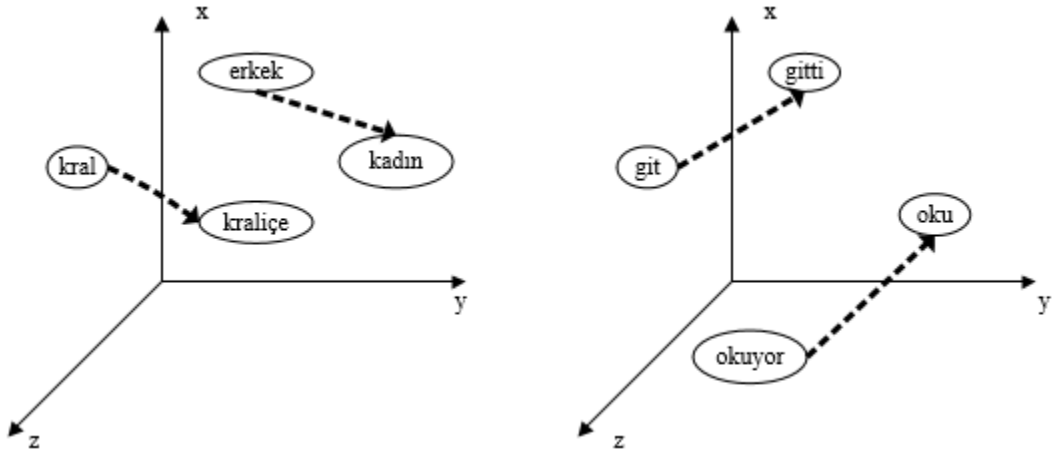 x
erkek
kadın
kral
kraliçe
y
z
x
gitti
git
oku
y
okuyor
z